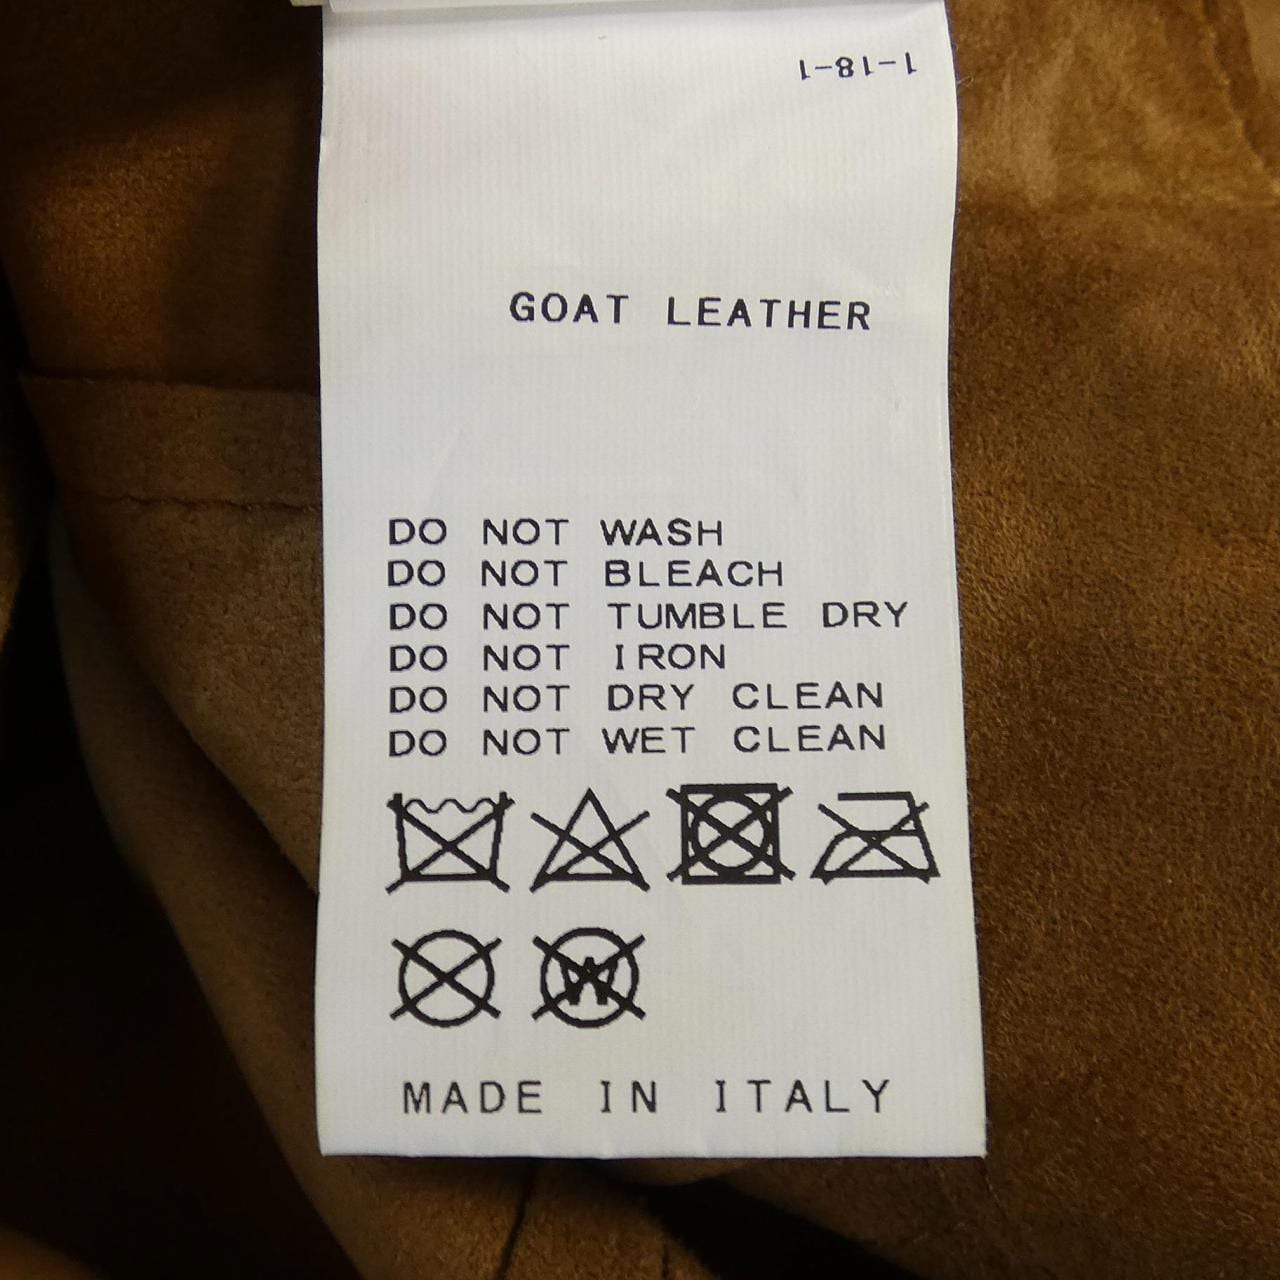 1-18-1
GOAT LEATHER
DO NOT WASH
DO NOT BLEACH
DO NOT TUMBLE DRY
DO NOT IRON
DO NOT DRY CLEAN
DO NOT WET CLEAN
W
MADE IN ITALY